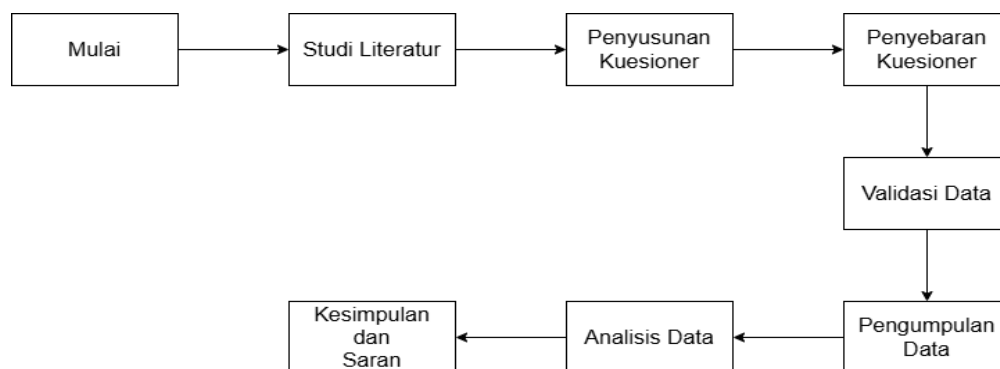 Mulai
Studi Literatur
Penyusunan
Kuesioner
Penyebaran
Kuesioner
Validasi Data
Pengumpulan
Data
Analisis Data
Kesimpulan
dan
Saran